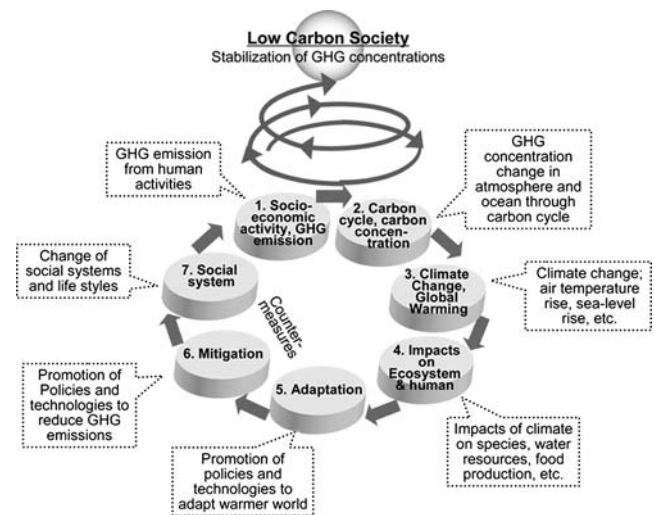 Low Carbon Society
Stabilization of GHG concentrations
GHG emission
from human
activities
GHG
concentration
change in
atmosphere and
ocean through
carbon cycle
1. Socio-
economic
activity, GHG
emission
2. Carbon
cycle, carbon
concen-
tration
3. Climate
Change,
Global
Warming
Climate change;
air temperature
rise, sea-level
rise, etc.
4. Impacts
on
Ecosystem
& human
Impacts of climate
on species, water
resources, food
production, etc.
5. Adaptation
Promotion of
policies and
technologies to
adapt warmer world
6. Mitigation
Promotion of
Policies and
technologies to
reduce GHG
emissions
7. Social
system
Change of
social systems
and life styles
Counter-
measures